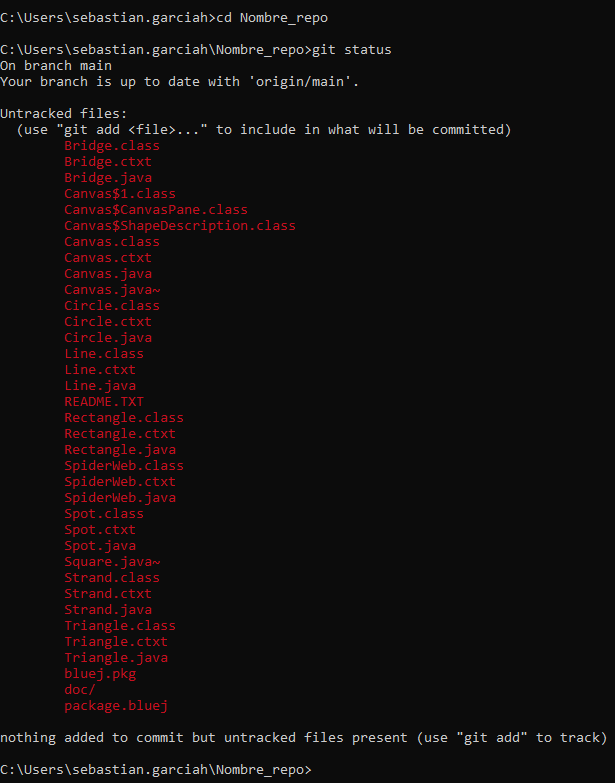 C:\Users\sebastian.garciah>cd Nombre_repo
C:\Users\sebastian.garciah\Nombre_repo>git status
On branch main
Your branch is up to date with 'origin/main'.
Untracked files:
(use "git add <file>..." to include in what will be committed)
Bridge.class
Bridge.ctxt
Bridge.java
Canvas$1.class
Canvas$CanvasPane.class
Canvas$ShapeDescription.class
Canvas.class
Canvas.ctxt
Canvas.java
Canvas.java~
Circle.class
Circle.ctxt
Circle.java
Line.class
Line.ctxt
Line.java
README.TXT
Rectangle.class
Rectangle.ctxt
Rectangle.java
SpiderWeb.class
SpiderWeb.ctxt
SpiderWeb.java
Spot.class
Spot.ctxt
Spot.java
Square.java~
Strand.class
Strand.ctxt
Strand.java
Triangle.class
Triangle.ctxt
Triangle.java
bluej.pkg
doc/
package.bluej
nothing added to commit but untracked files present (use "git add" to track)
C:\Users\sebastian.garciah\Nombre_repo>